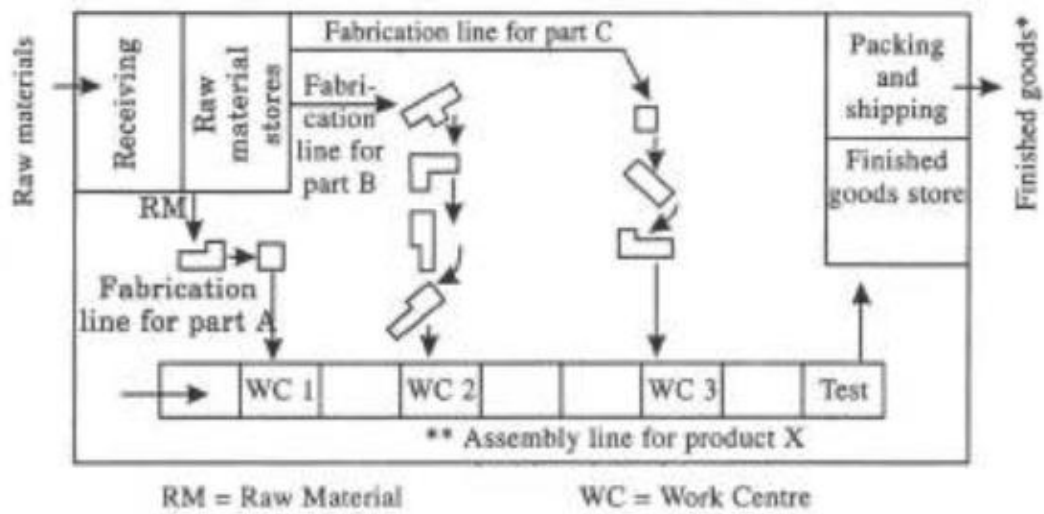 Raw materials
Receiving
Raw
material
stores
Fabrication line for part C
Fabri-
cation
line for
part B
Packing
and
shipping
Finished
goods store
Finished goods*
RM
Fabrication
line for part A
WC 1
WC 2
WC 3
Test
** Assembly line for product X
RM = Raw Material
WC = Work Centre